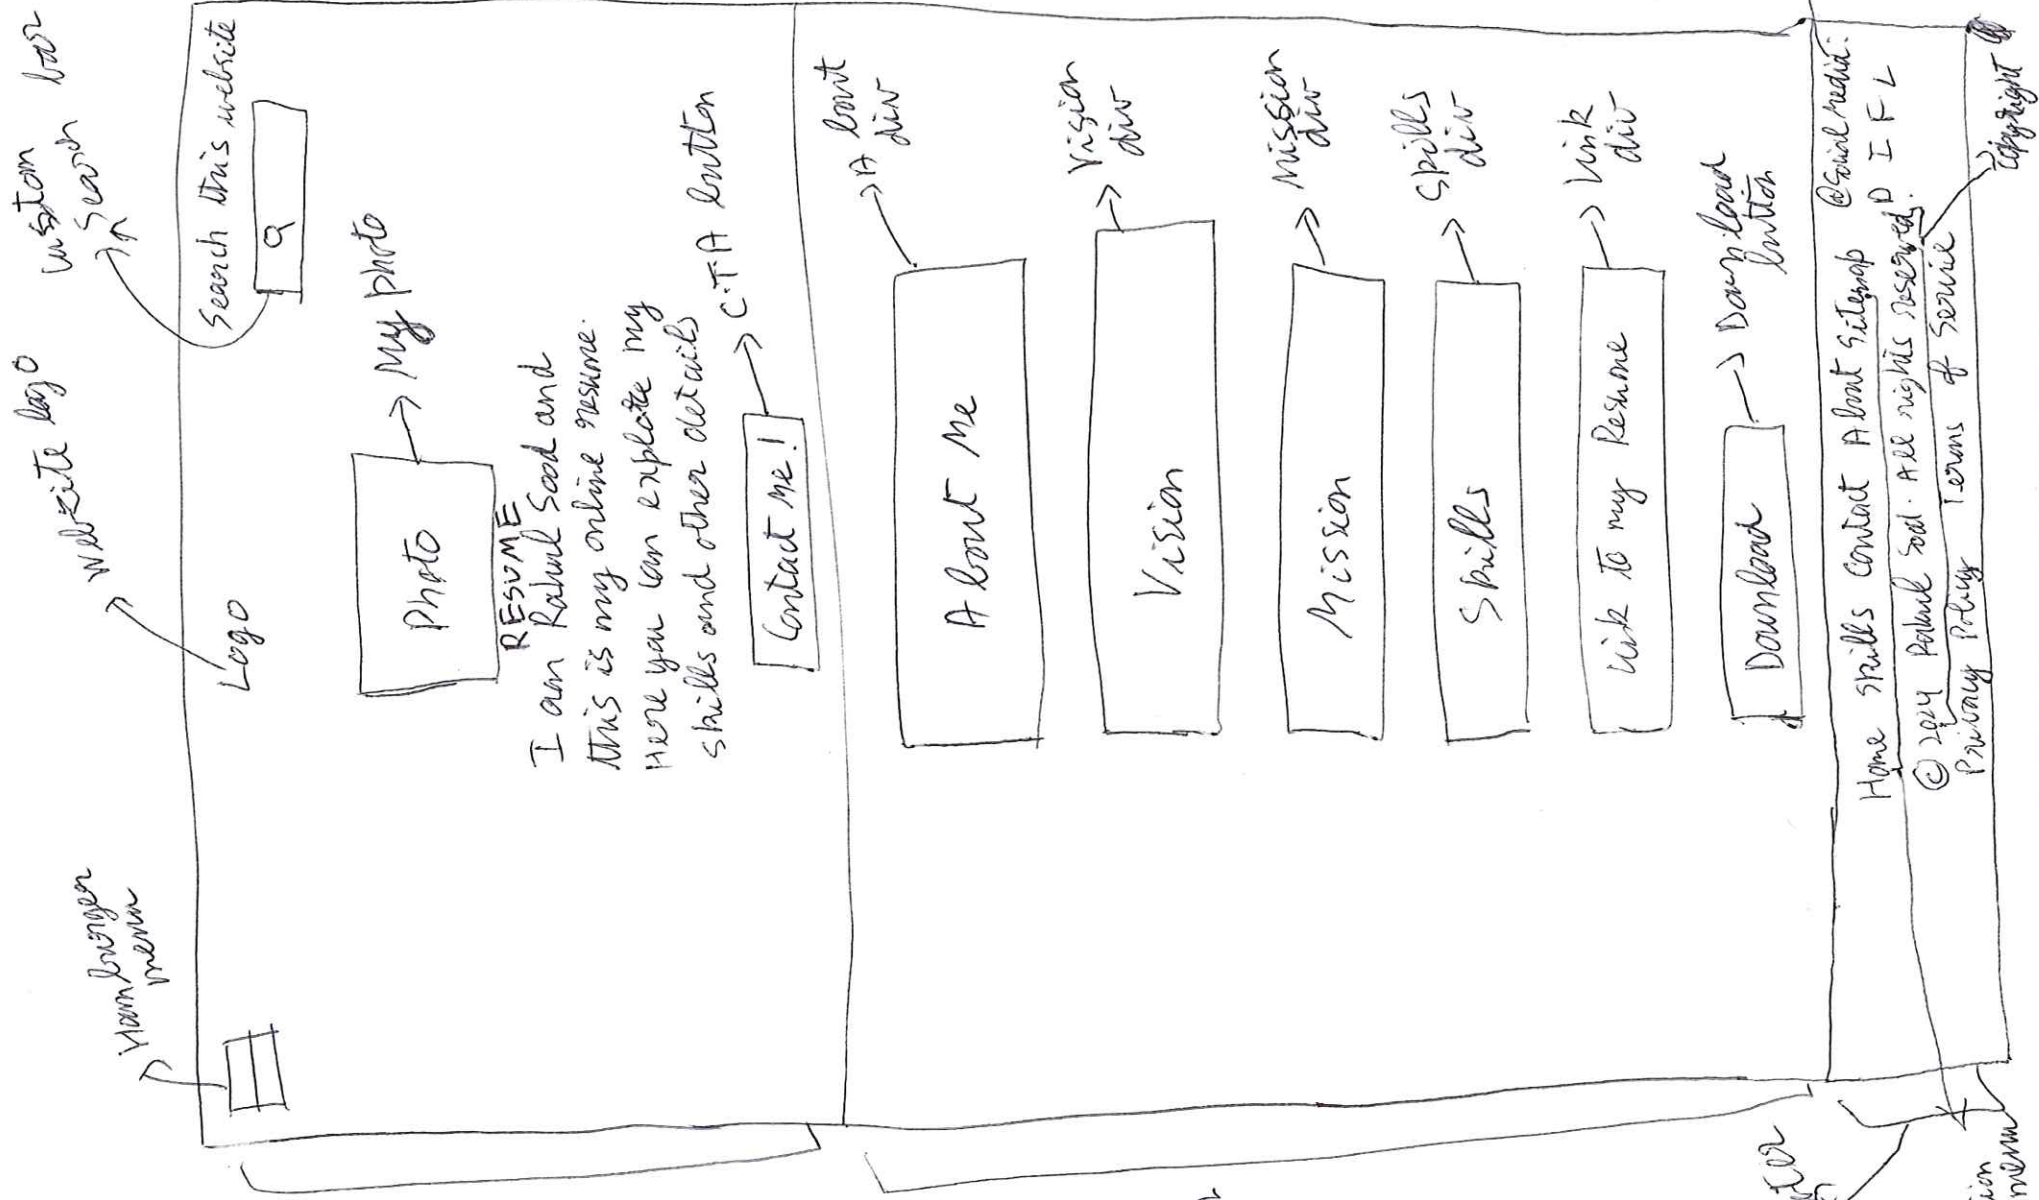 Hamburger
menu
Website logo
custom
search bar
Logo
Search this website
Photo
My photo
RESUME
I am Rahul Sood and
this is my online resume.
Here you can explore my
skills and other details
Contact Me!
C.T.A button
About Me
About
div
Vision
Vision
div
Mission
Mission
div
Skills
Skills
div
Link to my Resume
Link
div
Download
Download
button
Home Skills Contact About Sitemap
@Social media:
P I F L
© 2024 Rahul Sood. All rights reserved.
Privacy Policy Terms of Service
Copyright